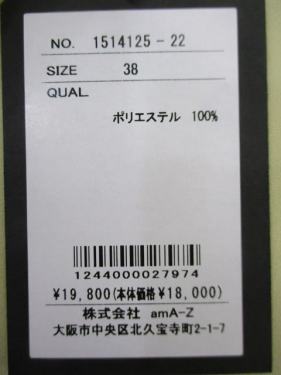 NO. 1514125-22
SIZE 38
QUAL.
ポリエステル 100%
1244000027974
¥19,800(本体価格¥18,000)
株式会社 amA-Z
大阪市中央区北久宝寺町2-1-7